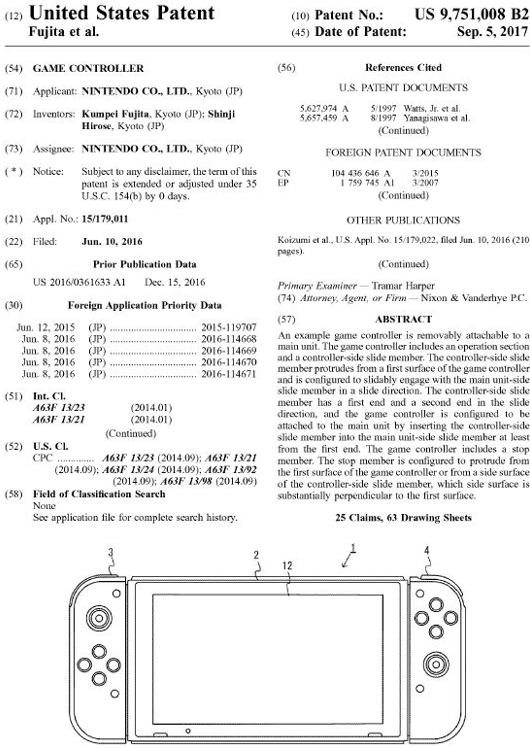 (12) United States Patent
Fujita et al.
(10) Patent No.: US 9,751,008 B2
(45) Date of Patent: Sep. 5, 2017
(54) GAME CONTROLLER
(71) Applicant: NINTENDO CO., LTD., Kyoto (JP)
(72) Inventors: Kumpei Fujita, Kyoto (JP); Shinji
Hirose, Kyoto (JP)
(73) Assignee: NINTENDO CO., LTD., Kyoto (JP)
( * ) Notice: Subject to any disclaimer, the term of this
patent is extended or adjusted under 35
U.S.C. 154(b) by 0 days.
(21) Appl. No.: 15/179,011
(22) Filed: Jun. 10, 2016
(65) Prior Publication Data
US 2016/0361633 A1 Dec. 15, 2016
(30) Foreign Application Priority Data
Jun. 12, 2015 (JP) ................................ 2015-119707
Jun. 8, 2016 (JP) ................................ 2016-114668
Jun. 8, 2016 (JP) ................................ 2016-114669
Jun. 8, 2016 (JP) ................................ 2016-114670
Jun. 8, 2016 (JP) ................................ 2016-114671
(51) Int. Cl.
A63F 13/23 (2014.01)
A63F 13/21 (2014.01)
(Continued)
(52) U.S. Cl.
CPC ............. A63F 13/23 (2014.09); A63F 13/21
(2014.09); A63F 13/24 (2014.09); A63F 13/92
(2014.09); A63F 13/98 (2014.09)
(58) Field of Classification Search
None
See application file for complete search history.
(56) References Cited
U.S. PATENT DOCUMENTS
5,627,974 A 5/1997 Watts, Jr. et al.
5,657,459 A 8/1997 Yanagisawa et al.
(Continued)
FOREIGN PATENT DOCUMENTS
CN 104 436 646 A 3/2015
EP 1 759 745 A1 3/2007
(Continued)
OTHER PUBLICATIONS
Koizumi et al., U.S. Appl. No. 15/179,022, filed Jun. 10, 2016 (210
pages).
(Continued)
Primary Examiner — Tramar Harper
(74) Attorney, Agent, or Firm — Nixon & Vanderhye P.C.
(57) ABSTRACT
An example game controller is removably attachable to a
main unit. The game controller includes an operation section
and a controller-side slide member. The controller-side slide
member protrudes from a first surface of the game controller
and is configured to slidably engage with the main unit-side
slide member in a slide direction. The controller-side slide
member has a first end and a second end in the slide
direction, and the game controller is configured to be
attached to the main unit by inserting the controller-side
slide member into the main unit-side slide member at least
from the first end. The game controller includes a stop
member. The stop member is configured to protrude from
the first surface of the game controller or from a side surface
of the controller-side slide member, which side surface is
substantially perpendicular to the first surface.
25 Claims, 63 Drawing Sheets
3
2
12
1
4